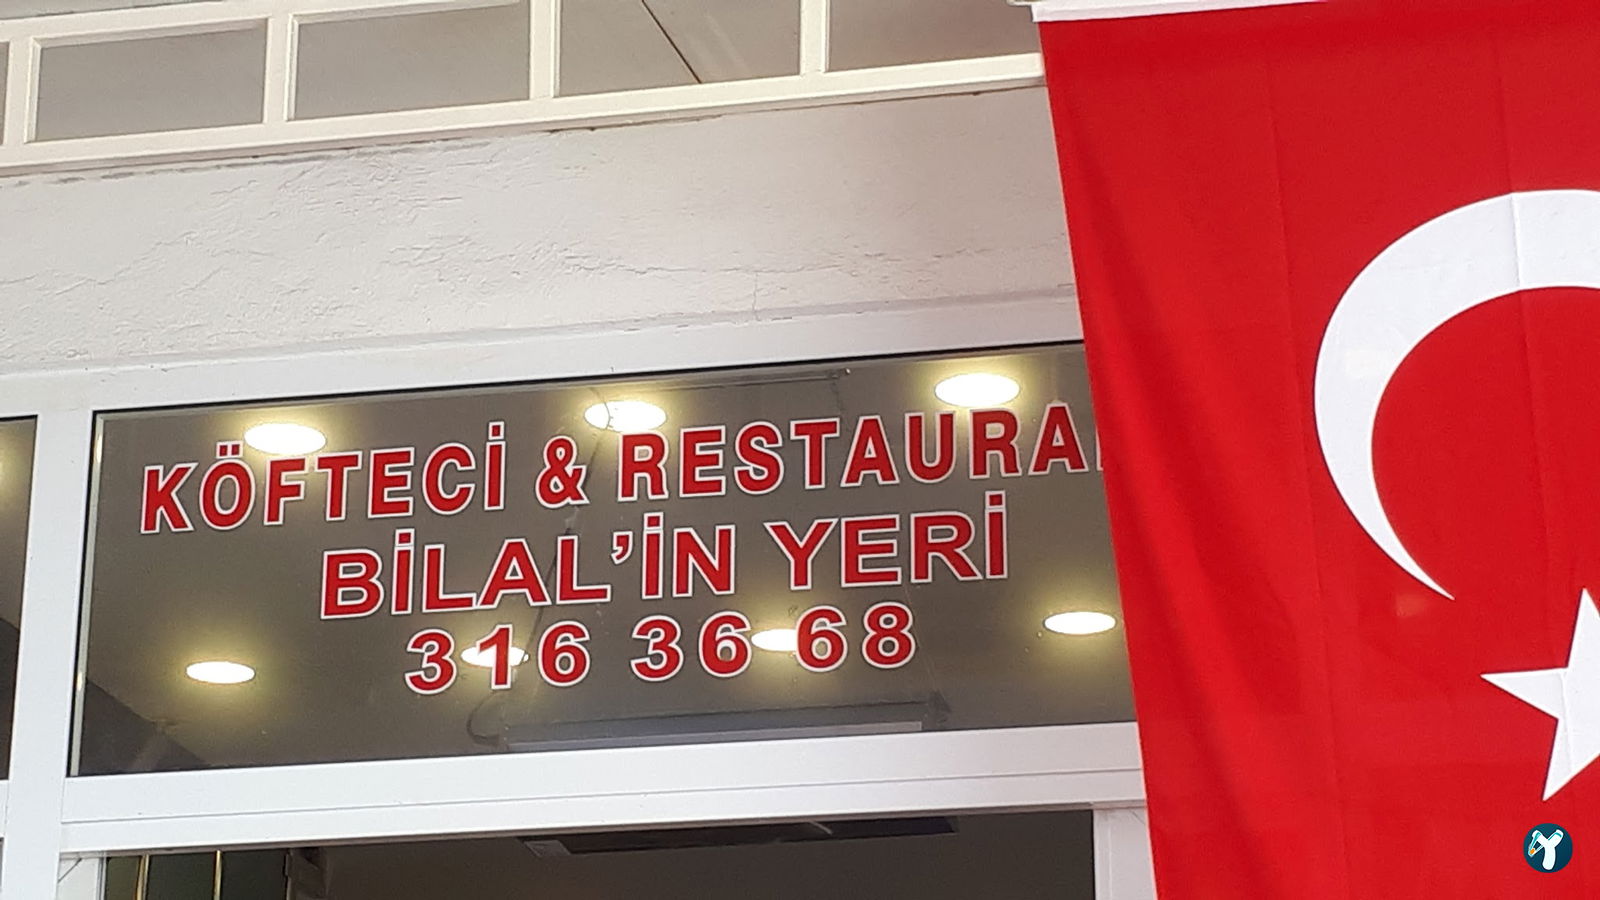 KÖFTECİ & RESTAURA
BİLAL'İN YERİ
316 36 68